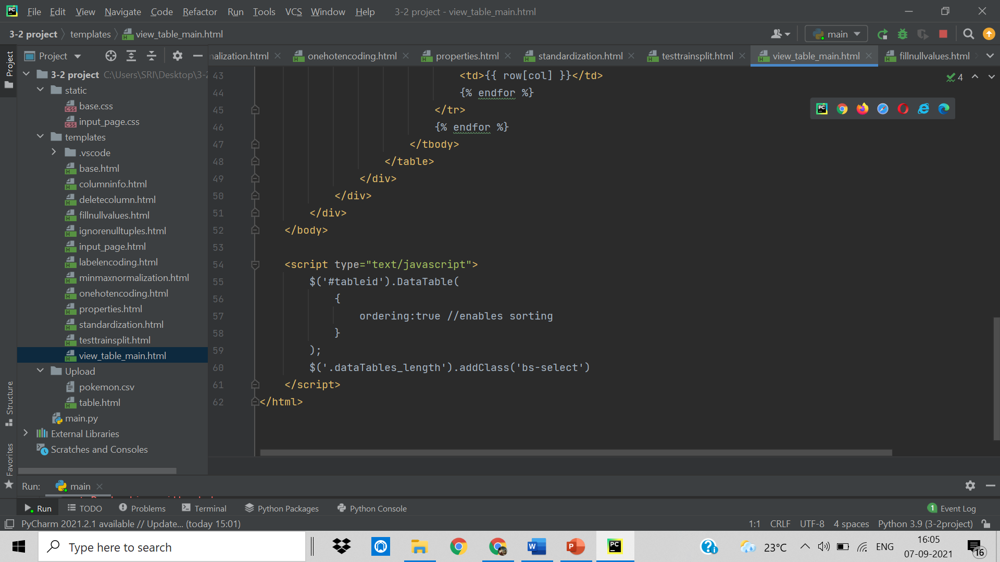 File Edit View Navigate Code Refactor Run Tools VCS Window Help 3-2 project - view_table_main.html
3-2 project templates view_table_main.html main
Project
nalization.html onehotencoding.html properties.html standardization.html testtrainsplit.html view_table_main.html fillnullvalues.html
Project
3-2 project C:\Users\SRI\Desktop\3-2
static
base.css
input_page.css
templates
.vscode
base.html
columninfo.html
deletecolumn.html
fillnullvalues.html
ignorenulltuples.html
input_page.html
labelencoding.html
minmaxnormalization.html
onehotencoding.html
properties.html
standardization.html
testtrainsplit.html
view_table_main.html
Upload
pokemon.csv
table.html
main.py
External Libraries
Scratches and Consoles
Structure
Favorites
4
43 <td>{{ row[col] }}</td>
44 {% endfor %}
45 </tr>
46 {% endfor %}
47 </tbody>
48 </table>
49 </div>
50 </div>
51 </div>
52 </body>
53
54 <script type="text/javascript">
55 $('#tableid').DataTable(
56 {
57 ordering:true //enables sorting
58 }
59 );
60 $('.dataTables_length').addClass('bs-select')
61 </script>
62 </html>
Run: main
Run TODO Problems Terminal Python Packages Python Console 1 Event Log
PyCharm 2021.2.1 available // Update... (today 15:01) 1:1 CRLF UTF-8 4 spaces Python 3.9 (3-2project)
Type here to search 23°C ENG 16:05
07-09-2021 16